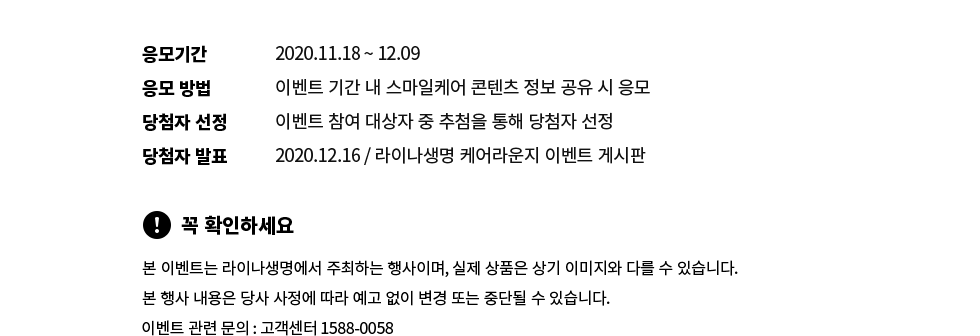 응모기간 2020.11.18 ~ 12.09
응모 방법 이벤트 기간 내 스마일케어 콘텐츠 정보 공유 시 응모
당첨자 선정 이벤트 참여 대상자 중 추첨을 통해 당첨자 선정
당첨자 발표 2020.12.16 / 라이나생명 케어라운지 이벤트 게시판
! 꼭 확인하세요
본 이벤트는 라이나생명에서 주최하는 행사이며, 실제 상품은 상기 이미지와 다를 수 있습니다.
본 행사 내용은 당사 사정에 따라 예고 없이 변경 또는 중단될 수 있습니다.
이벤트 관련 문의 : 고객센터 1588-0058